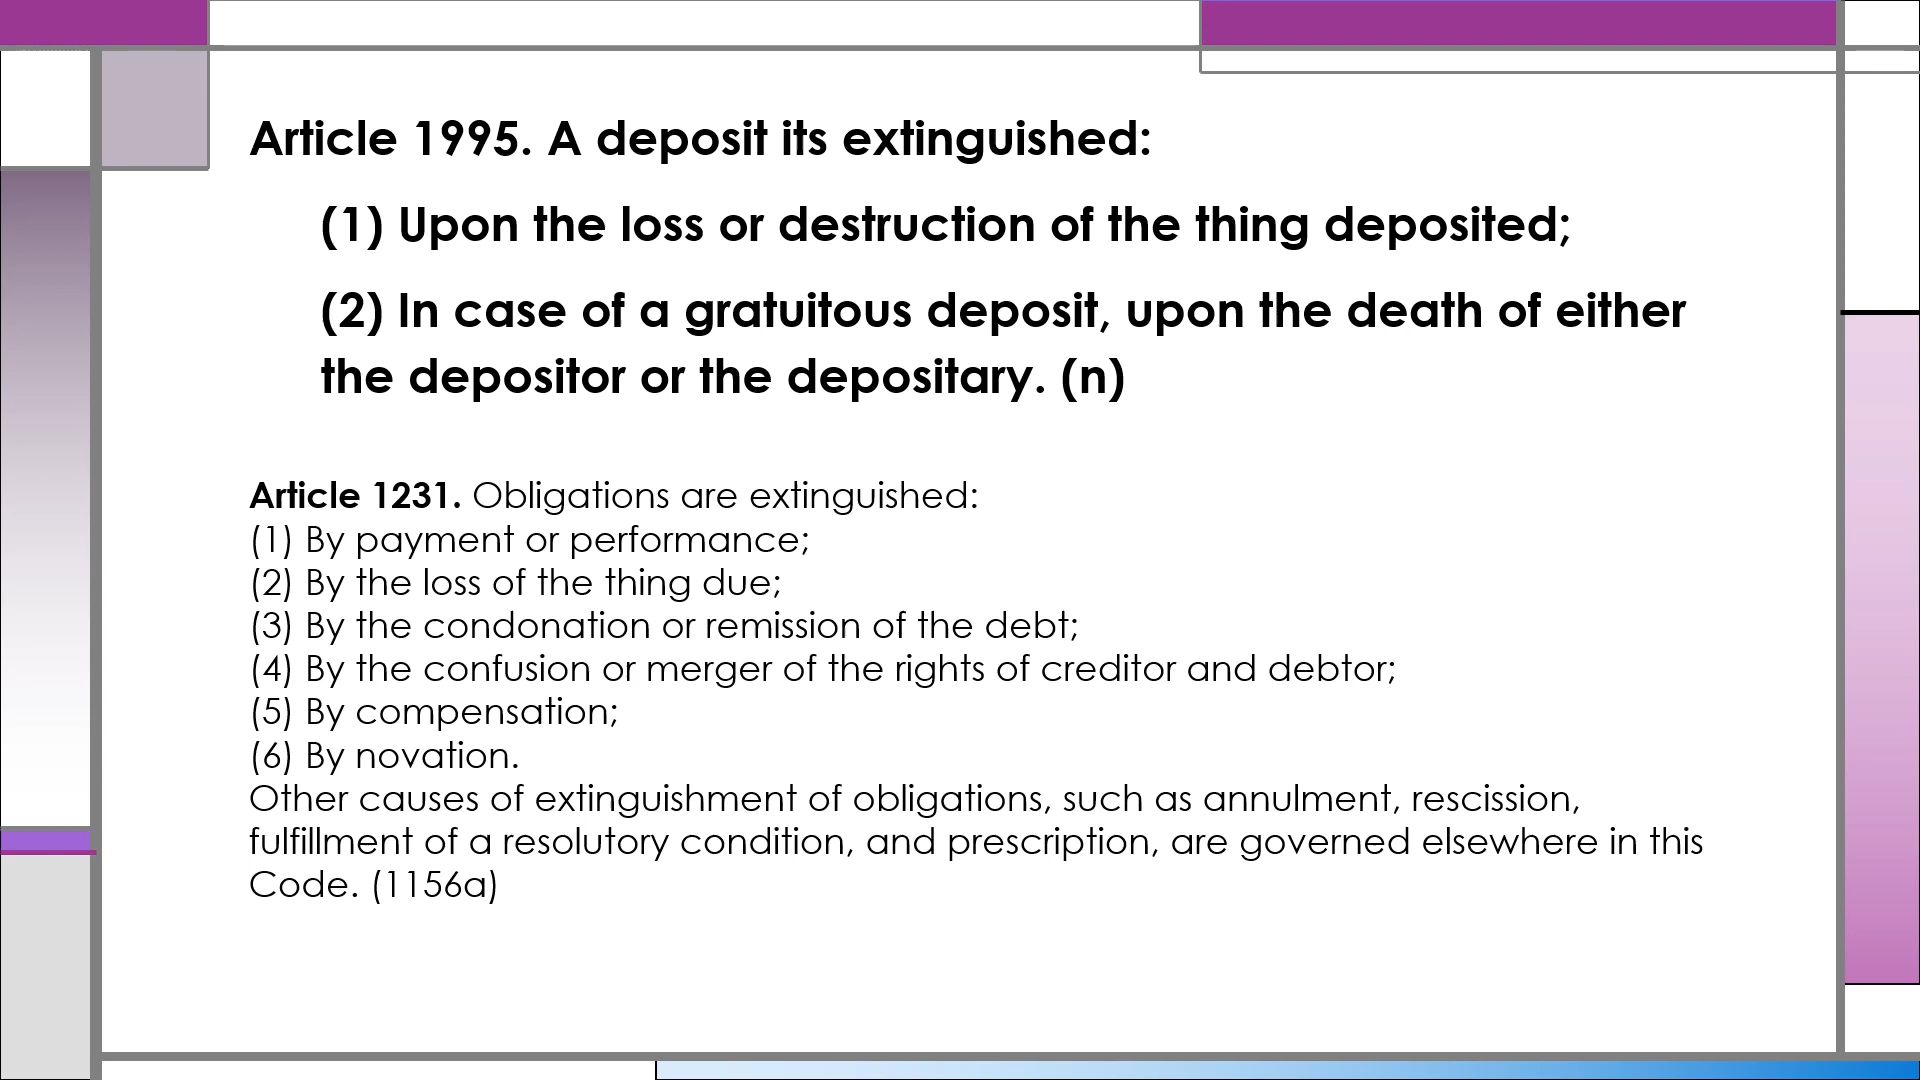 Article 1995. A deposit its extinguished:
(1) Upon the loss or destruction of the thing deposited;
(2) In case of a gratuitous deposit, upon the death of either
the depositor or the depositary. (n)
Article 1231. Obligations are extinguished:
(1) By payment or performance;
(2) By the loss of the thing due;
(3) By the condonation or remission of the debt;
(4) By the confusion or merger of the rights of creditor and debtor;
(5) By compensation;
(6) By novation.
Other causes of extinguishment of obligations, such as annulment, rescission,
fulfillment of a resolutory condition, and prescription, are governed elsewhere in this
Code. (1156a)